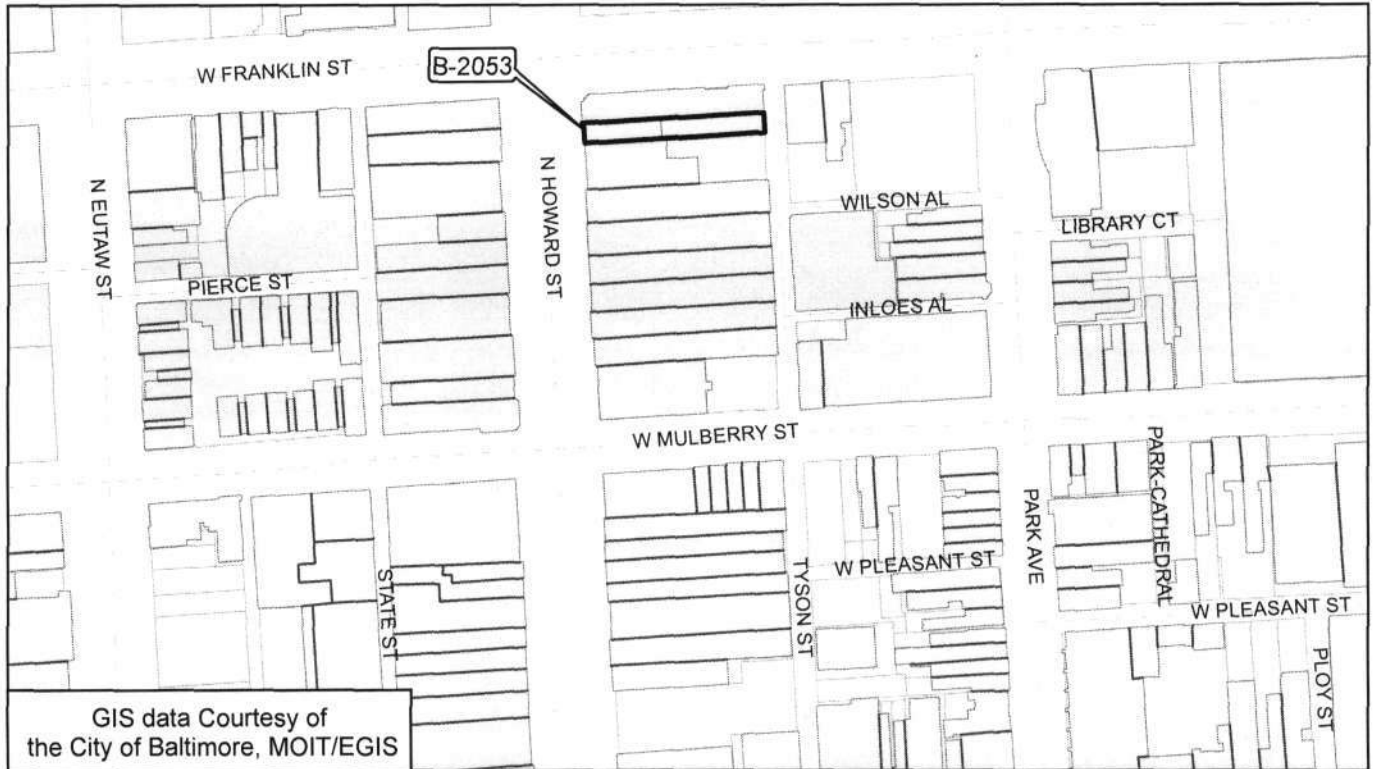 W FRANKLIN ST
B-2053
N EUTAW ST
N HOWARD ST
WILSON AL
LIBRARY CT
PIERCE ST
INLOES AL
W MULBERRY ST
PARK AVE
PARK-CATHEDRAL
STATE ST
TYSON ST
W PLEASANT ST
W PLEASANT ST
PLOY ST
GIS data Courtesy of
the City of Baltimore, MOIT/EGIS